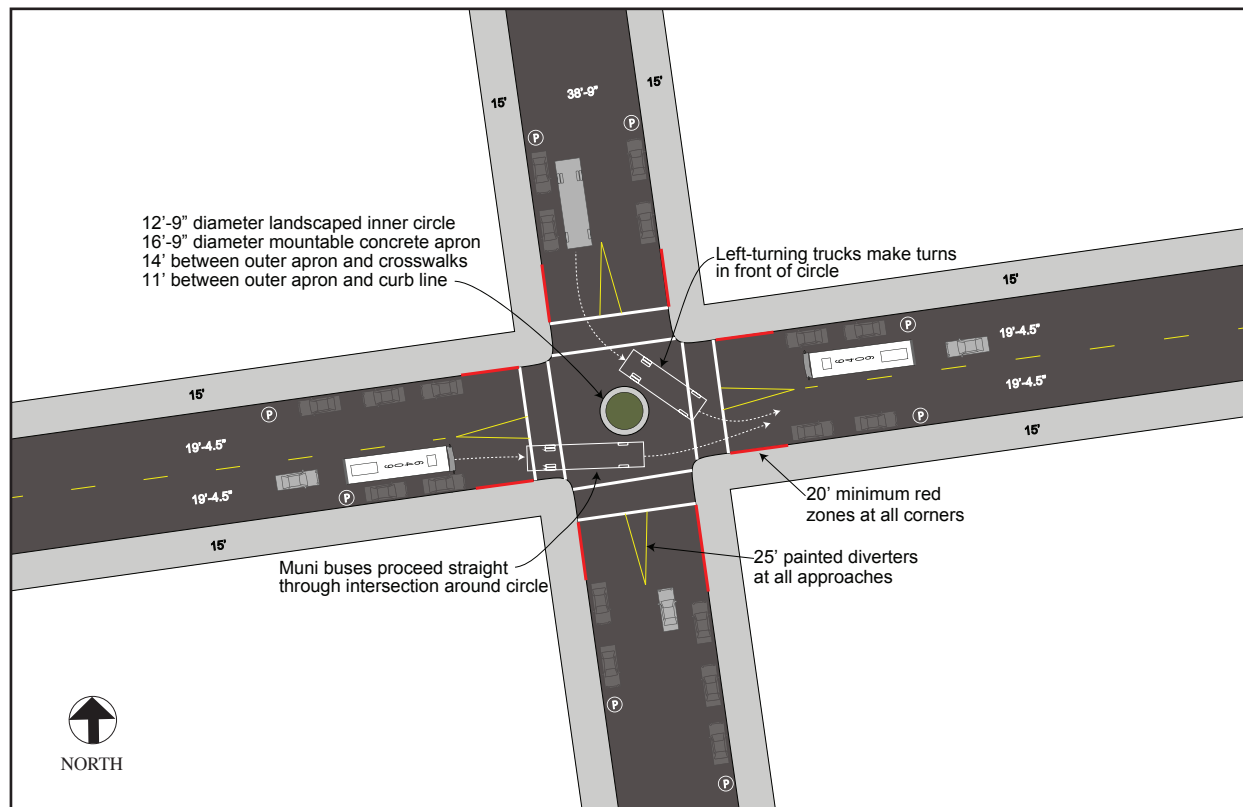 15'
38'-9"
15'
P
P
12'-9" diameter landscaped inner circle
16'-9" diameter mountable concrete apron
14' between outer apron and crosswalks
11' between outer apron and curb line
Left-turning trucks make turns
in front of circle
15'
P
19'-4.5"
6409
19'-4.5"
P
15'
15'
P
19'-4.5"
6409
19'-4.5"
P
15'
20' minimum red
zones at all corners
Muni buses proceed straight
through intersection around circle
25' painted diverters
at all approaches
P
P
NORTH